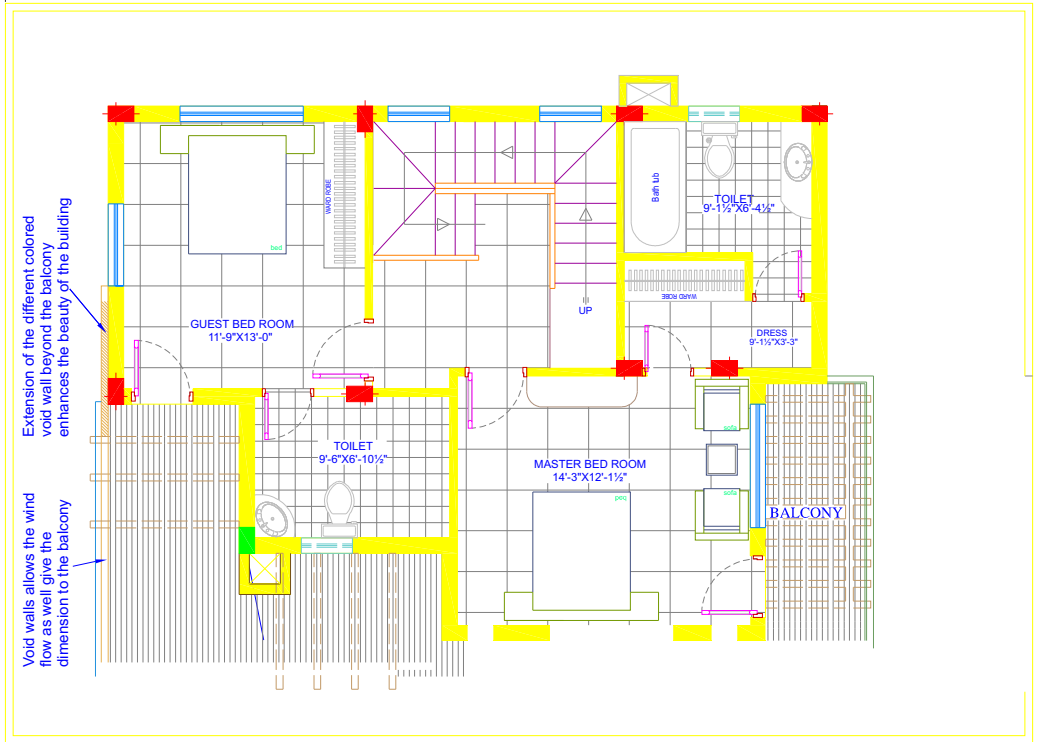 Extension of the different colored
void wall beyond the balcony
enhances the beauty of the building
Void walls allows the wind
flow as well give the
dimension to the balcony
bed
WARD ROBE
GUEST BED ROOM
11'-9"X13'-0"
UP
Bath tub
TOILET
9'-1½"X6'-4½"
WARD ROBE
DRESS
9'-1½"X3'-3"
TOILET
9'-6"X6'-10½"
MASTER BED ROOM
14'-3"X12'-1½"
sofa
sofa
bed
BALCONY